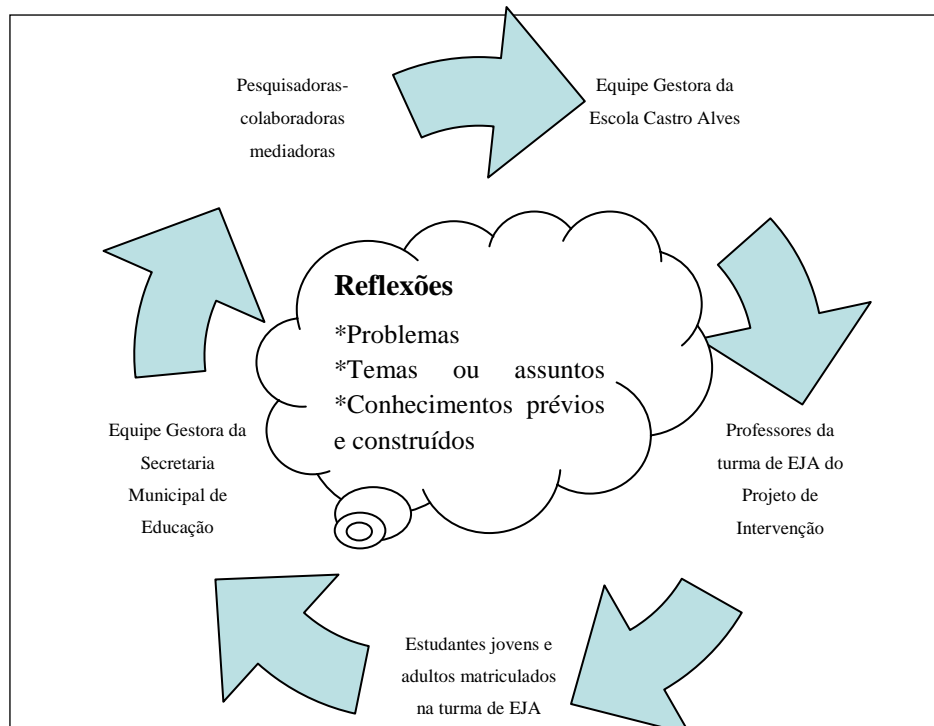 Pesquisadoras-
colaboradoras
mediadoras
Equipe Gestora da
Escola Castro Alves
Reflexões
*Problemas
*Temas ou assuntos
*Conhecimentos prévios
e construídos
Professores da
turma de EJA do
Projeto de
Intervenção
Estudantes jovens e
adultos matriculados
na turma de EJA
Equipe Gestora da
Secretaria
Municipal de
Educação